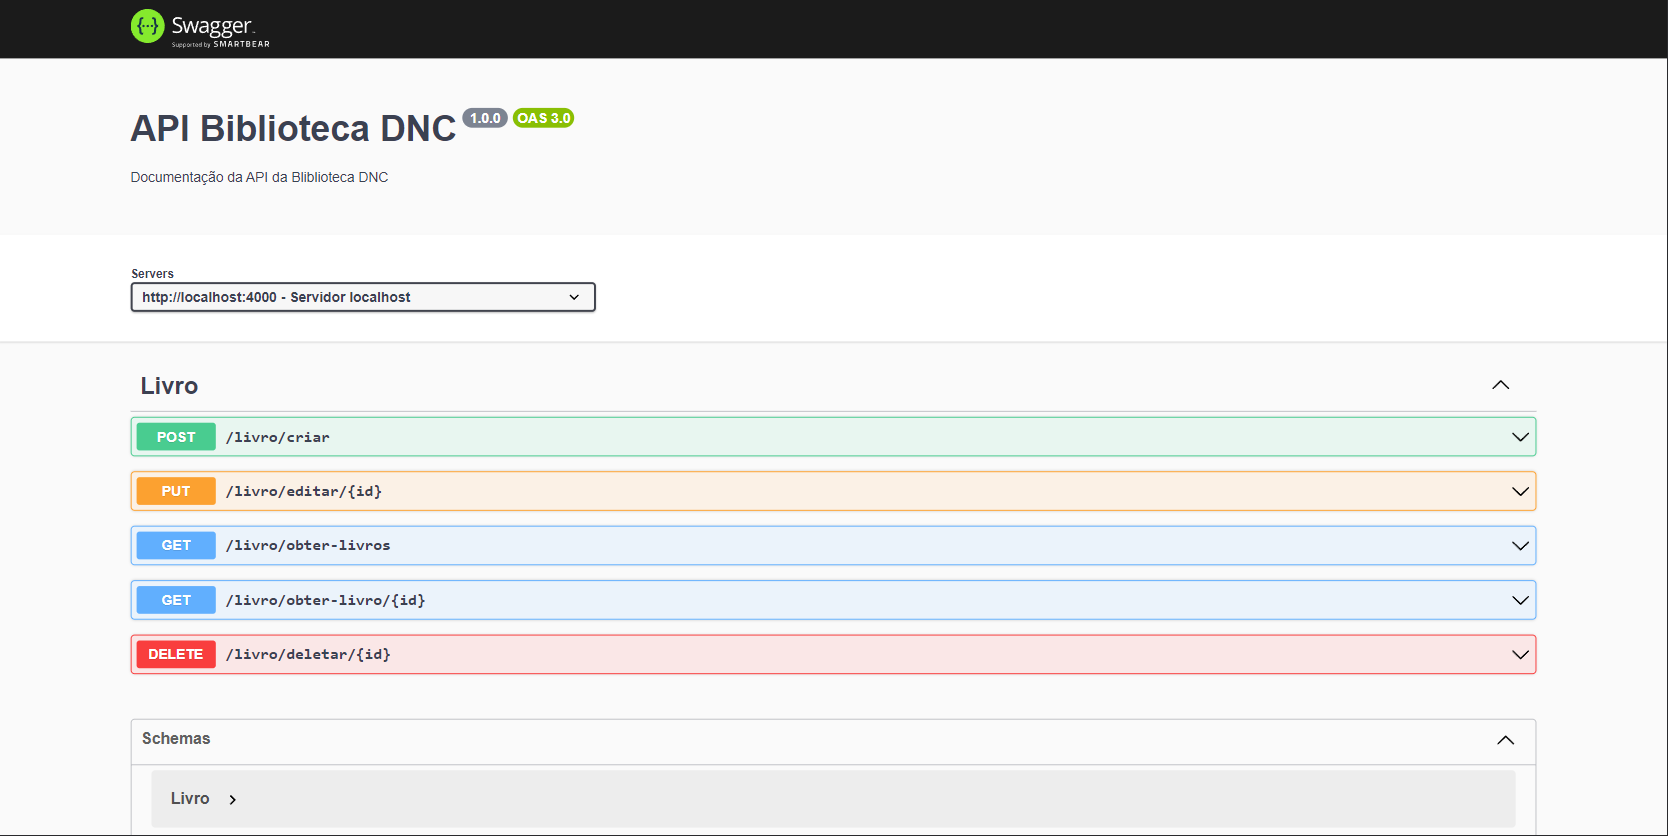 {···} Swagger.
Supported by SMARTBEAR
API Biblioteca DNC 1.0.0 OAS 3.0
Documentação da API da Bliblioteca DNC
Servers
http://localhost:4000 - Servidor localhost
Livro
POST /livro/criar
PUT /livro/editar/{id}
GET /livro/obter-livros
GET /livro/obter-livro/{id}
DELETE /livro/deletar/{id}
Schemas
Livro